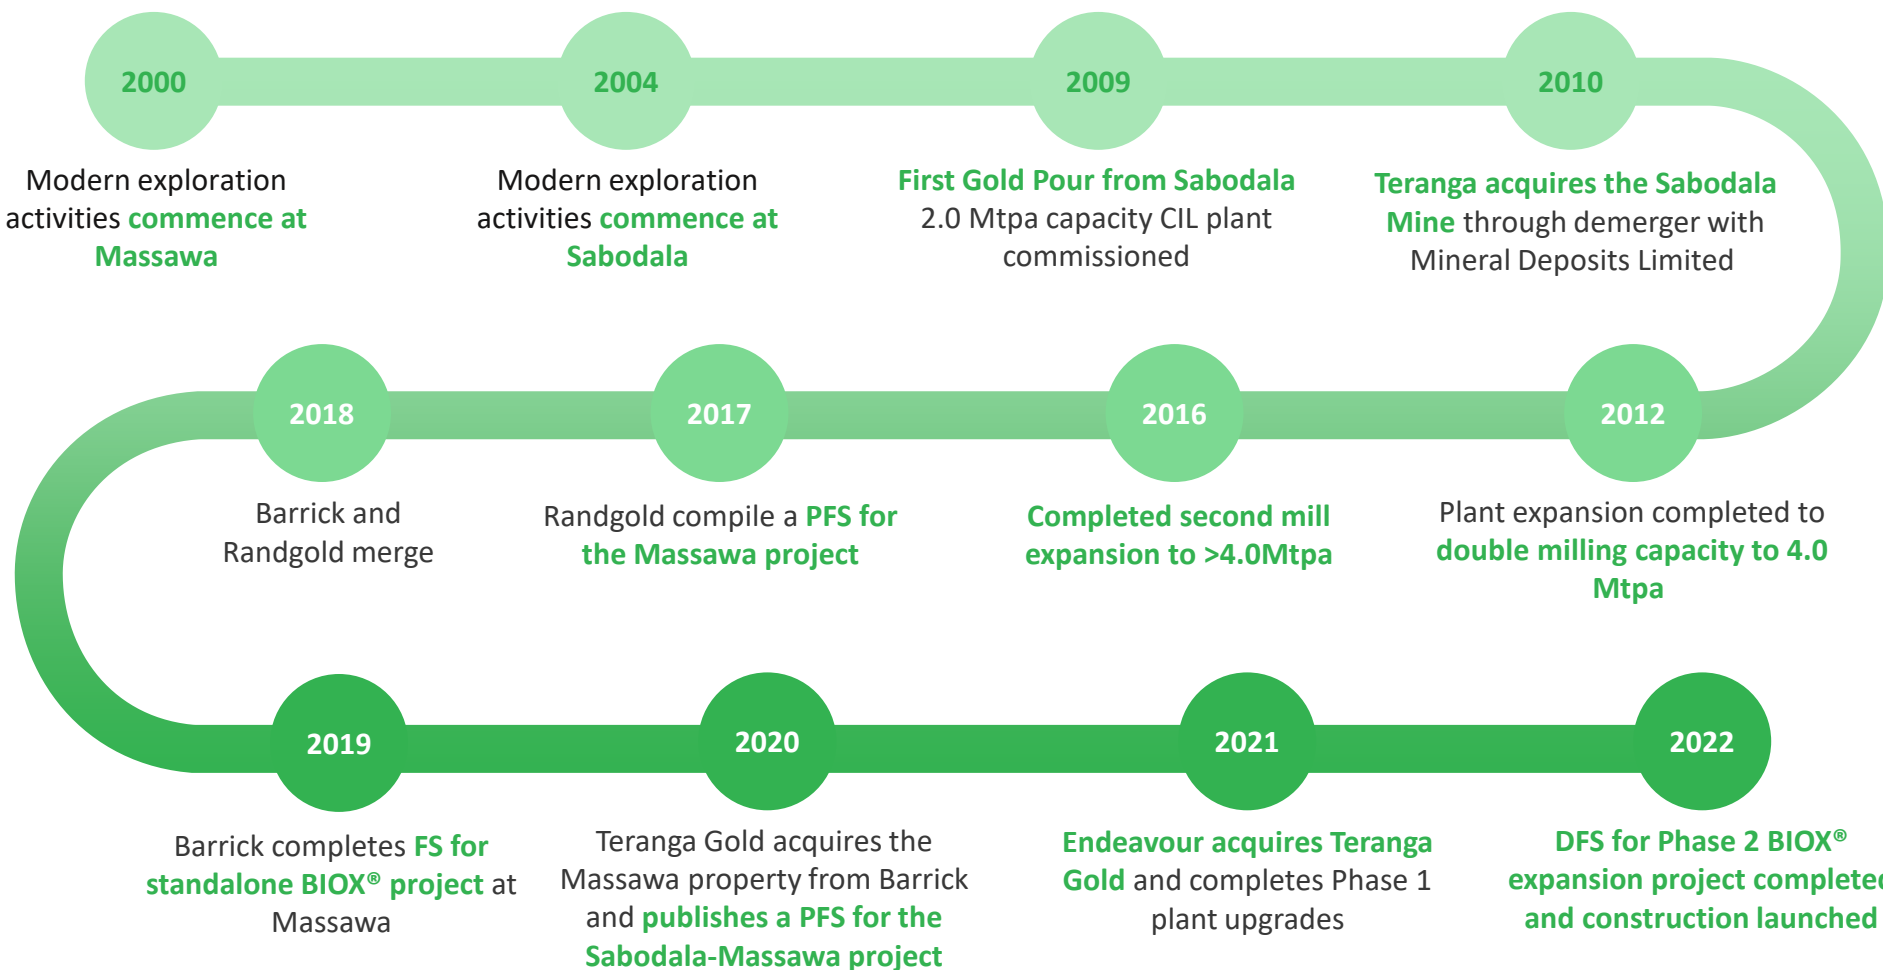 2000
Modern exploration
activities commence at
Massawa
2004
Modern exploration
activities commence at
Sabodala
2009
First Gold Pour from Sabodala
2.0 Mtpa capacity CIL plant
commissioned
2010
Teranga acquires the Sabodala
Mine through demerger with
Mineral Deposits Limited
2012
Plant expansion completed to
double milling capacity to 4.0
Mtpa
2016
Completed second mill
expansion to >4.0Mtpa
2017
Randgold compile a PFS for
the Massawa project
2018
Barrick and
Randgold merge
2019
Barrick completes FS for
standalone BIOX® project at
Massawa
2020
Teranga Gold acquires the
Massawa property from Barrick
and publishes a PFS for the
Sabodala-Massawa project
2021
Endeavour acquires Teranga
Gold and completes Phase 1
plant upgrades
2022
DFS for Phase 2 BIOX®
expansion project completed
and construction launched